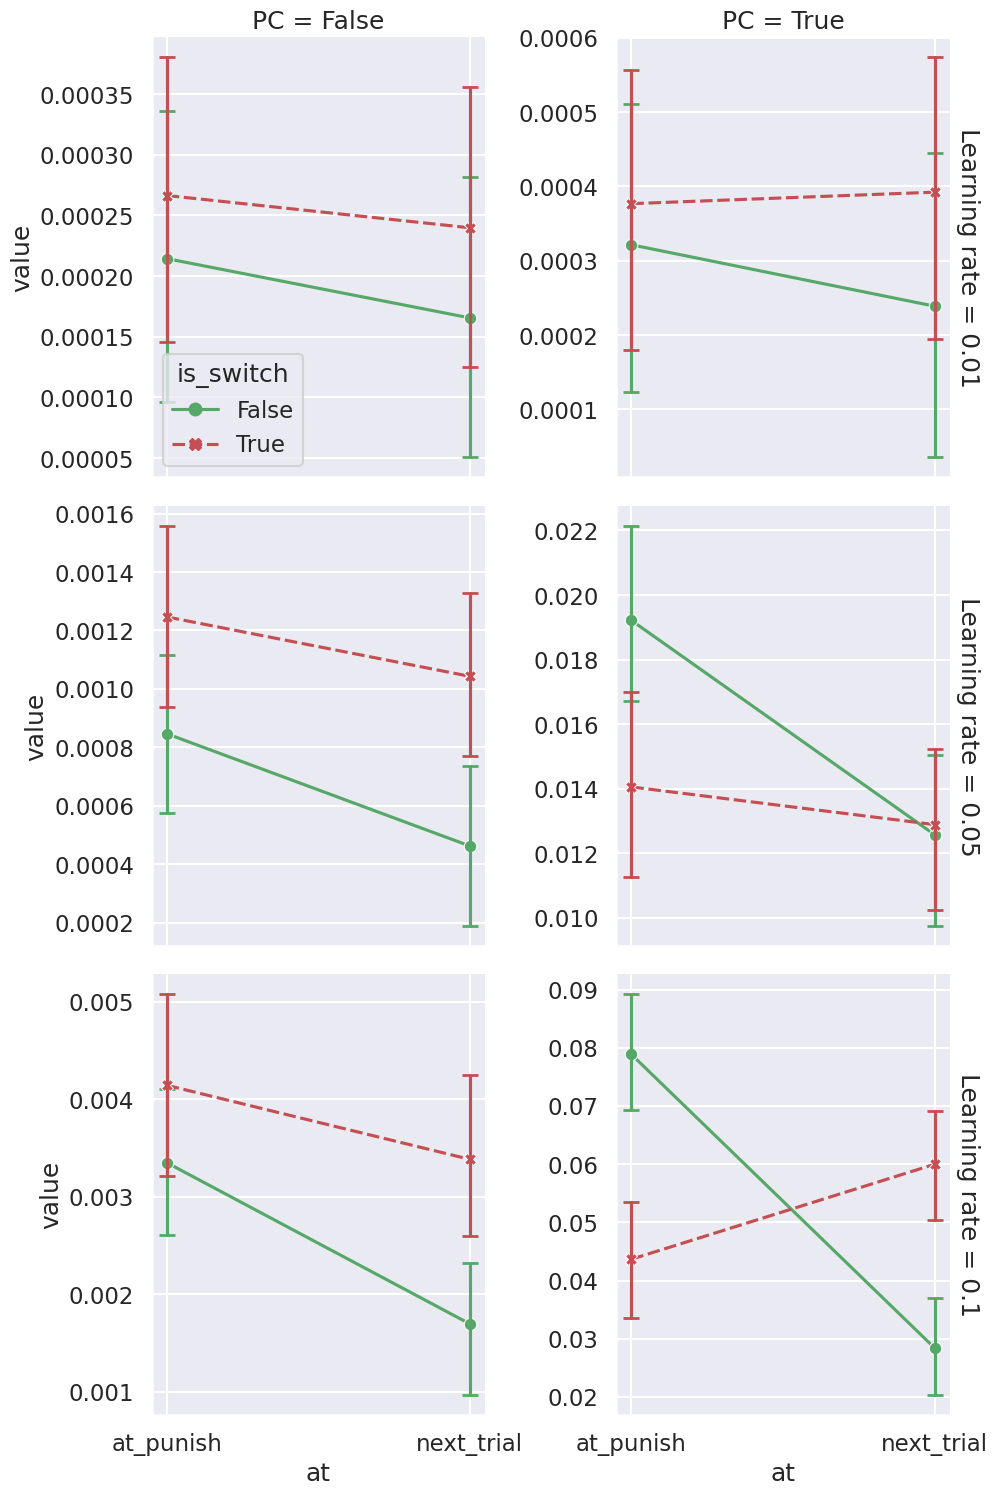 PC = False
PC = True
0.00035
0.00030
0.00025
0.00020
0.00015
0.00010
0.00005
value
is_switch
False
True
0.0006
0.0005
0.0004
0.0003
0.0002
0.0001
Learning rate = 0.01
0.0016
0.0014
0.0012
0.0010
0.0008
0.0006
0.0004
0.0002
value
0.022
0.020
0.018
0.016
0.014
0.012
0.010
Learning rate = 0.05
0.005
0.004
0.003
0.002
0.001
value
at_punish
next_trial
at
0.09
0.08
0.07
0.06
0.05
0.04
0.03
0.02
Learning rate = 0.1
at_punish
next_trial
at